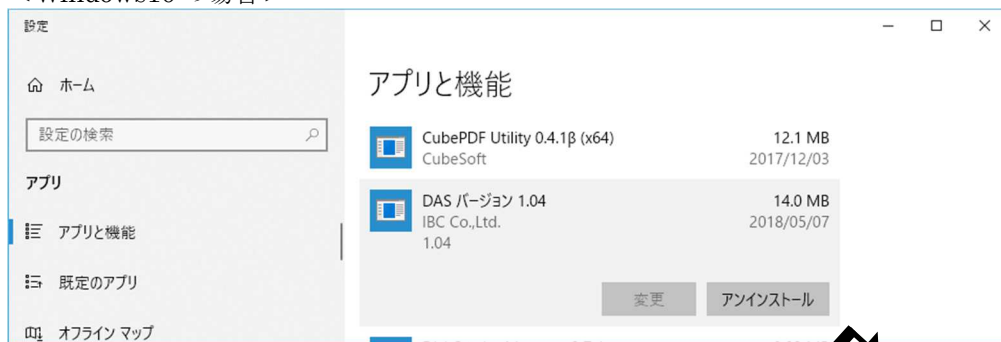 設定
ホーム
設定の検索
アプリ
アプリと機能
既定のアプリ
オフライン マップ
アプリと機能
CubePDF Utility 0.4.1β (x64)
12.1 MB
CubeSoft
2017/12/03
DAS バージョン 1.04
14.0 MB
IBC Co.,Ltd.
2018/05/07
1.04
変更
アンインストール